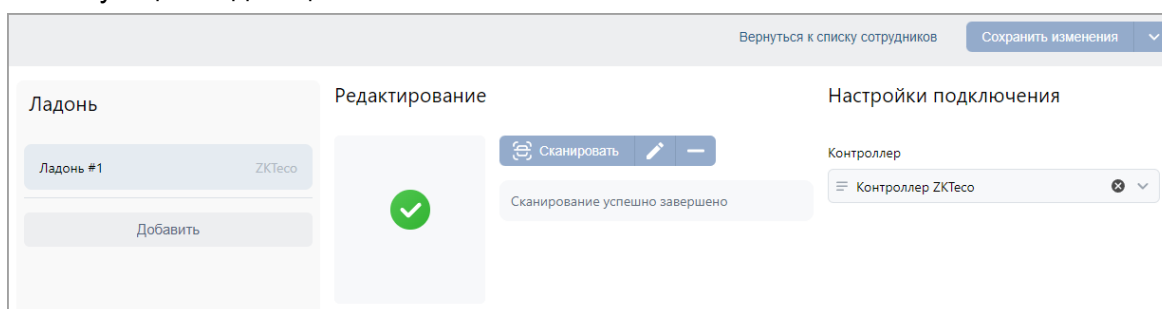 Вернуться к списку сотрудников
Сохранить изменения
Ладонь
Редактирование
Настройки подключения
Ладонь #1
ZKTeco
Добавить
Сканировать
Сканирование успешно завершено
Контроллер
Контроллер ZKTeco